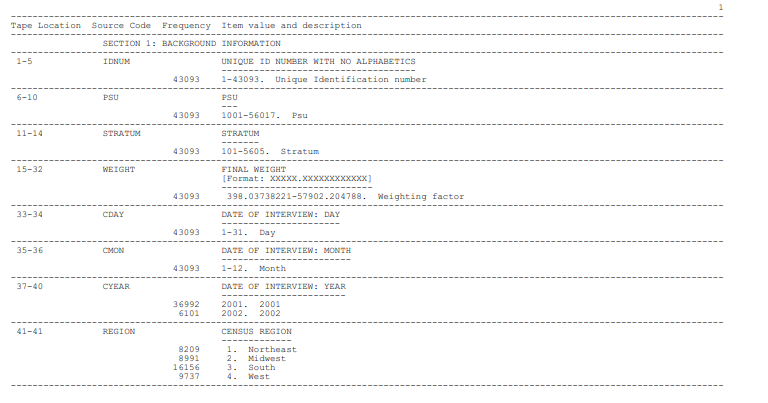 1
Tape Location Source Code Frequency Item value and description
SECTION 1: BACKGROUND INFORMATION
1-5 IDNUM UNIQUE ID NUMBER WITH NO ALPHABETICS
43093 1-43093. Unique Identification number
6-10 PSU PSU
43093 1001-56017. Psu
11-14 STRATUM STRATUM
43093 101-5605. Stratum
15-32 WEIGHT FINAL WEIGHT
[Format: XXXXX.XXXXXXXXXXXX]
43093 398.03738221-57902.204788. Weighting factor
33-34 CDAY DATE OF INTERVIEW: DAY
43093 1-31. Day
35-36 CMON DATE OF INTERVIEW: MONTH
43093 1-12. Month
37-40 CYEAR DATE OF INTERVIEW: YEAR
36992 2001. 2001
6101 2002. 2002
41-41 REGION CENSUS REGION
8209 1. Northeast
8991 2. Midwest
16156 3. South
9737 4. West